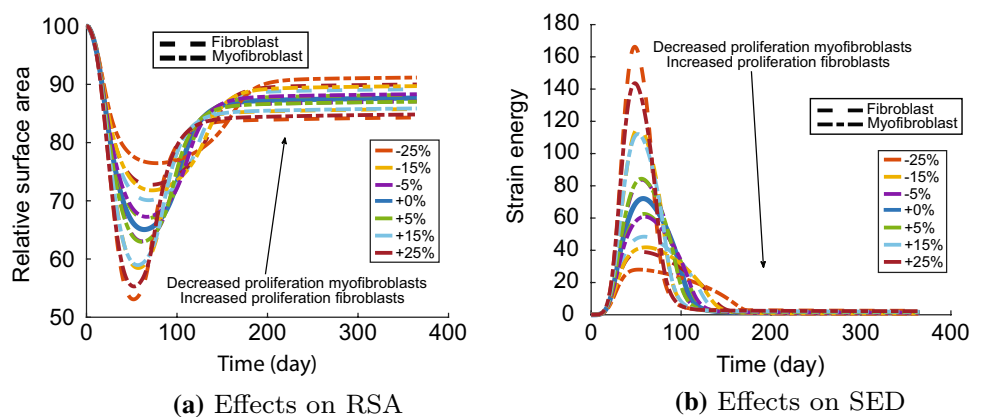 100
90
80
70
60
50
Relative surface area
Fibroblast
Myofibroblast
-25%
-15%
-5%
+0%
+5%
+15%
+25%
Decreased proliferation myofibroblasts
Increased proliferation fibroblasts
0 100 200 300 400
Time (day)
(a) Effects on RSA
180
160
140
120
100
80
60
40
20
0
Strain energy
Decreased proliferation myofibroblasts
Increased proliferation fibroblasts
Fibroblast
Myofibroblast
-25%
-15%
-5%
+0%
+5%
+15%
+25%
0 100 200 300 400
Time (day)
(b) Effects on SED